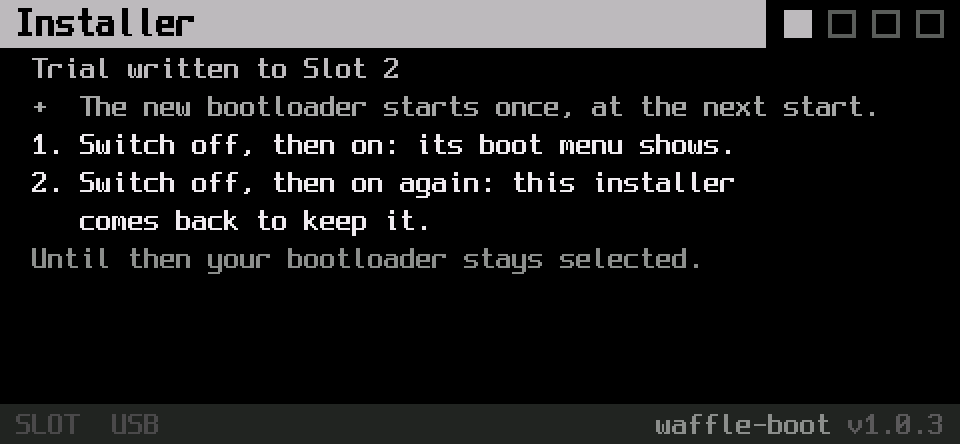 Installer
Trial written to Slot 2
+ The new bootloader starts once, at the next start.
1. Switch off, then on: its boot menu shows.
2. Switch off, then on again: this installer
comes back to keep it.
Until then your bootloader stays selected.
SLOT USB waffle-boot v1.0.3